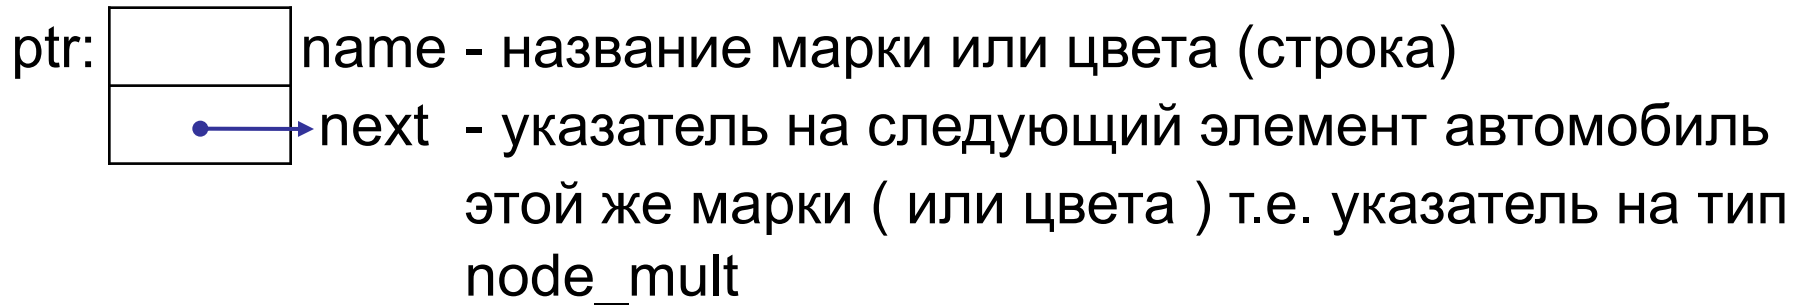 ptr: name - название марки или цвета (строка)
next - указатель на следующий элемент автомобиль
этой же марки ( или цвета ) т.е. указатель на тип
node_mult